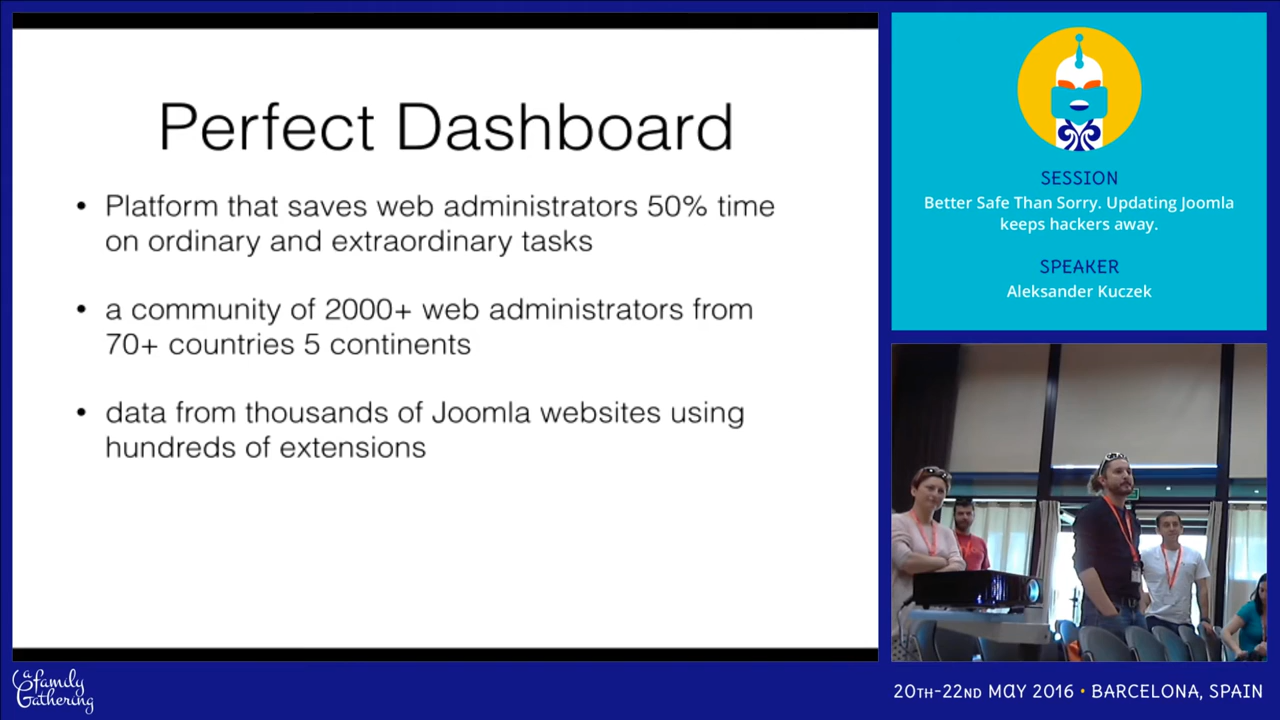 Perfect Dashboard
• Platform that saves web administrators 50% time
on ordinary and extraordinary tasks
• a community of 2000+ web administrators from
70+ countries 5 continents
• data from thousands of Joomla websites using
hundreds of extensions
SESSION
Better Safe Than Sorry. Updating Joomla
keeps hackers away.
SPEAKER
Aleksander Kuczek
a family
Gathering
20TH-22ND MAY 2016 • BARCELONA, SPAIN